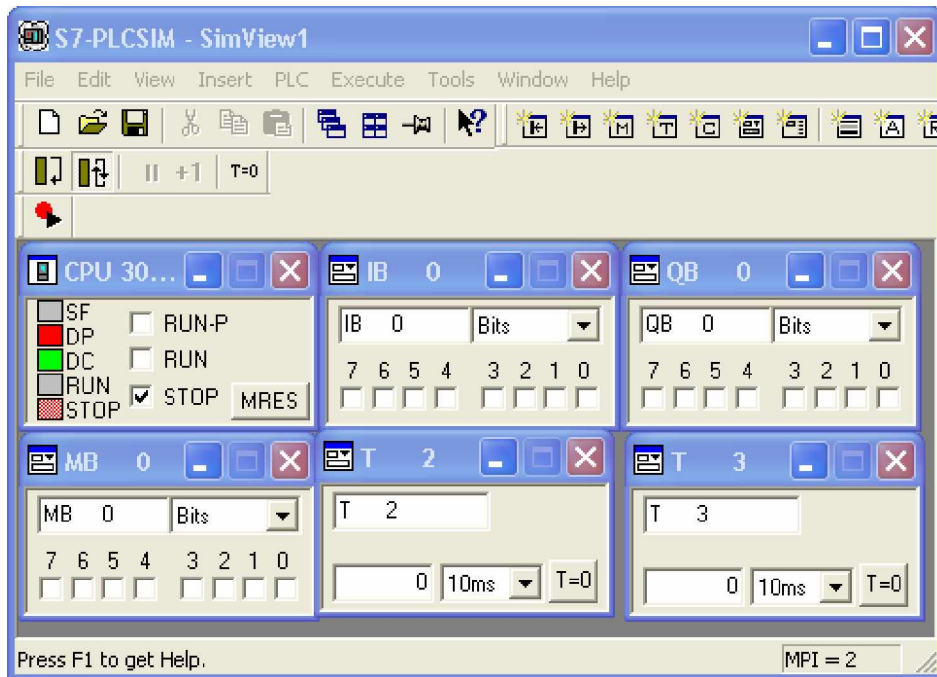 S7-PLCSIM - SimView1
File Edit View Insert PLC Execute Tools Window Help
M T C A R
+1 T=0
CPU 30...
SF
DP
DC
RUN
STOP
RUN-P
RUN
STOP
MRES
IB 0
IB 0 Bits
7 6 5 4 3 2 1 0
QB 0
QB 0 Bits
7 6 5 4 3 2 1 0
MB 0
MB 0 Bits
7 6 5 4 3 2 1 0
T 2
T 2
0 10ms T=0
T 3
T 3
0 10ms T=0
Press F1 to get Help.
MPI = 2